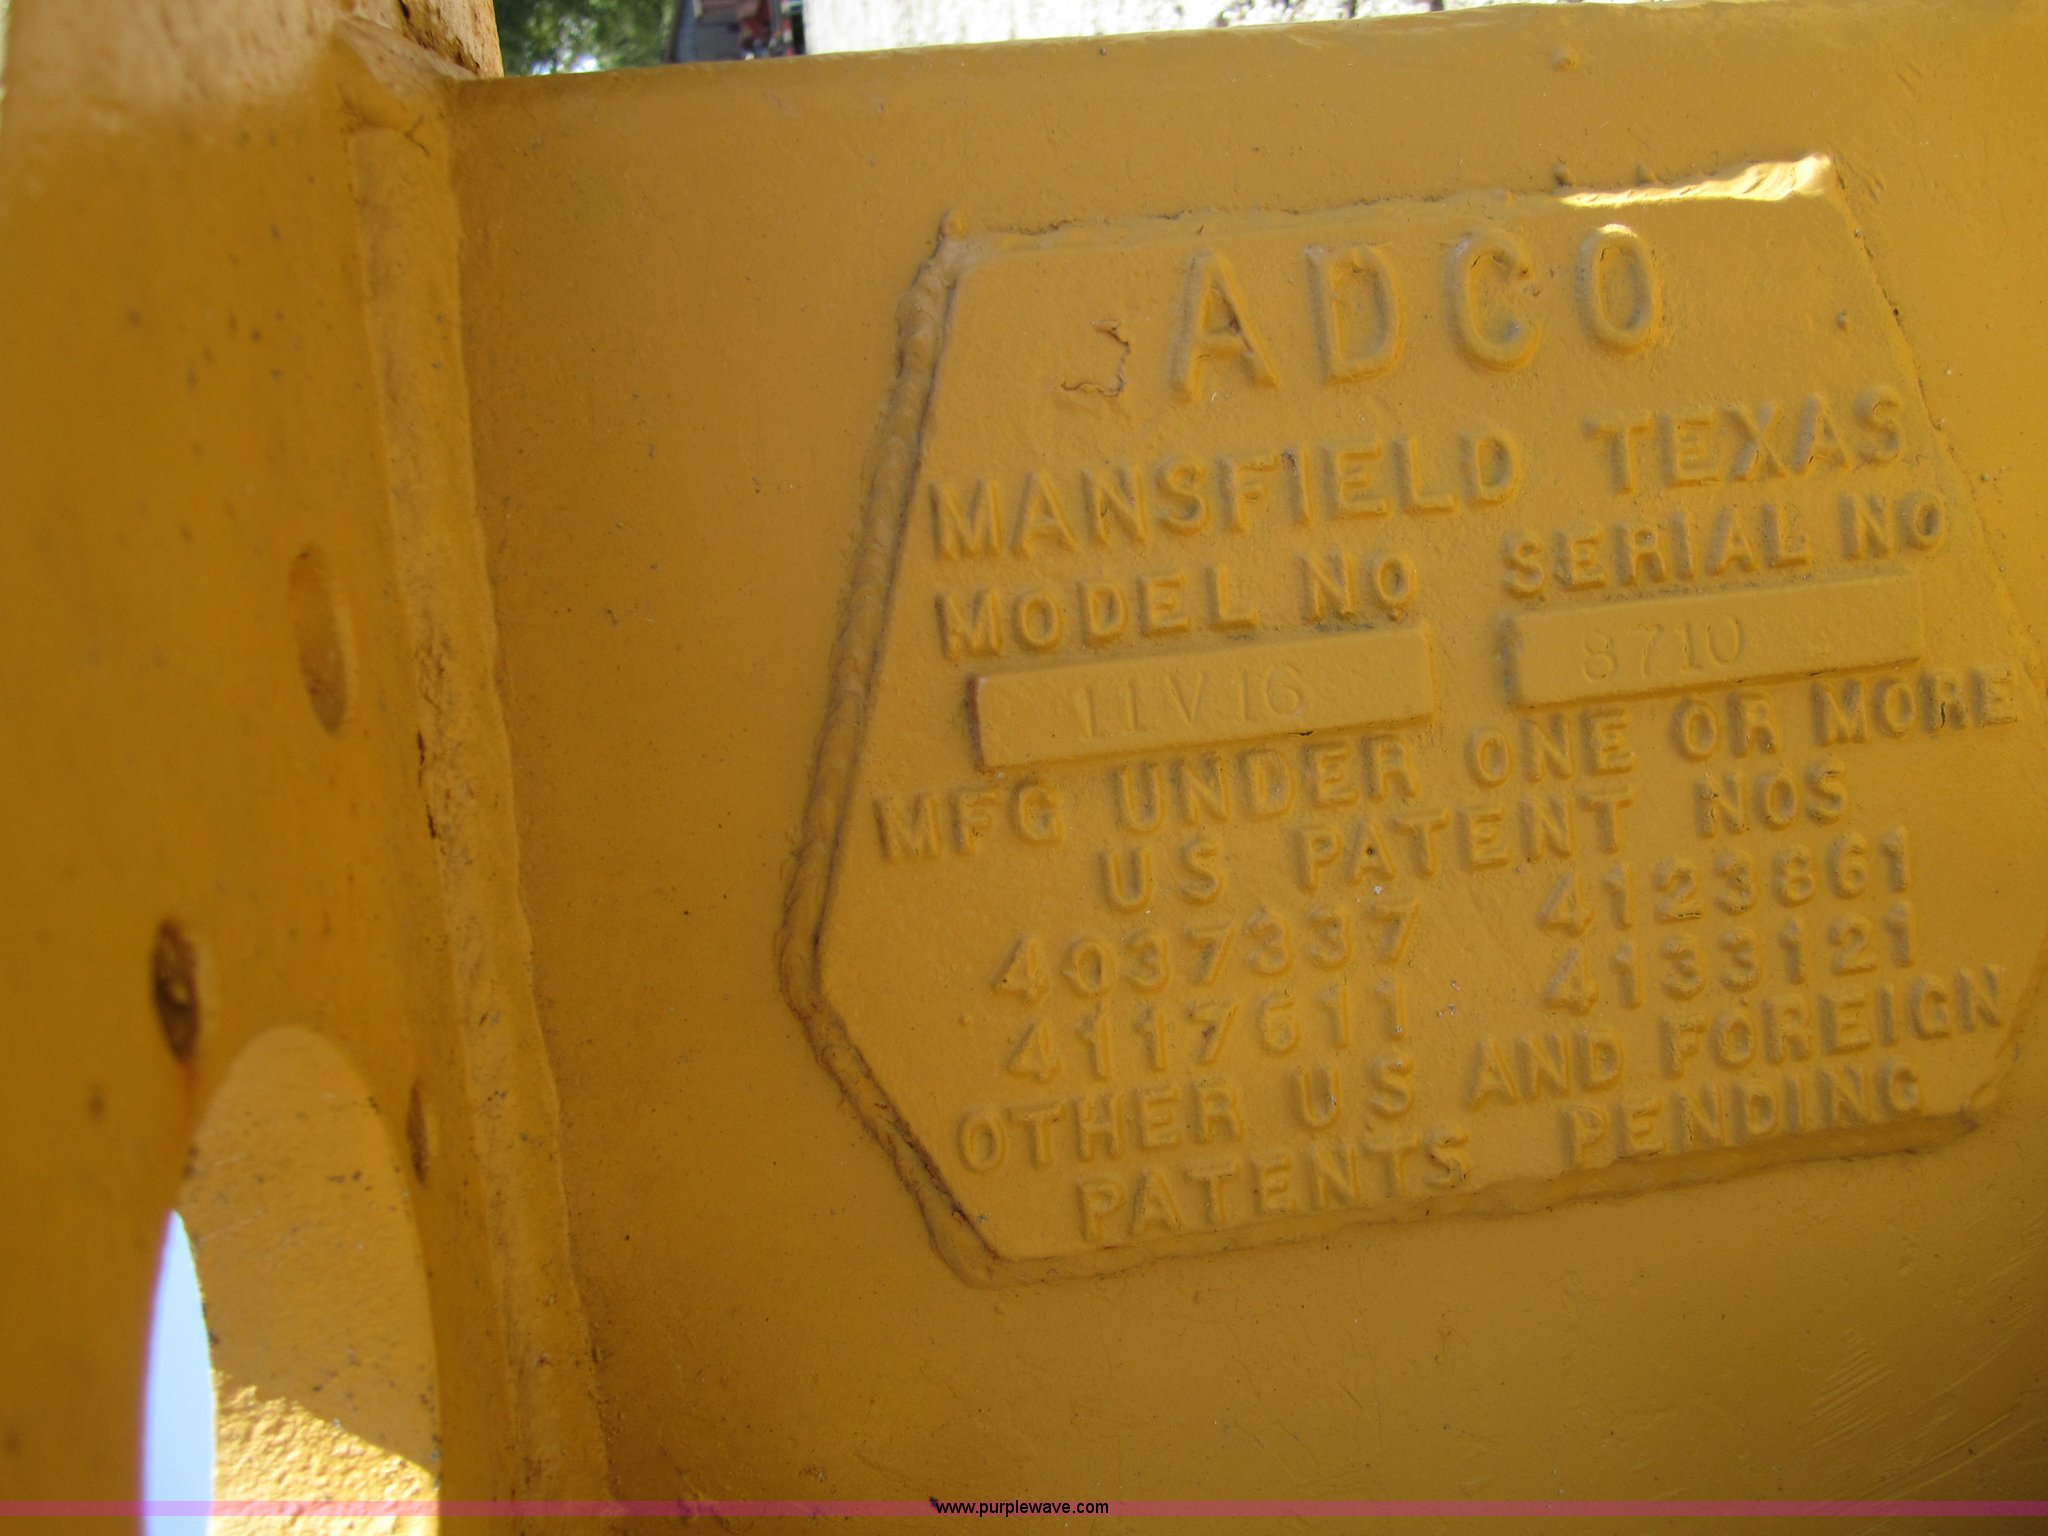 ADCO
MANSFIELD TEXAS
MODEL NO SERIAL NO
11V16 8710
MFG UNDER ONE OR MORE
US PATENT NOS
4037337 4123861
4117611 4133121
OTHER US AND FOREIGN
PATENTS PENDING
www.purplewave.com